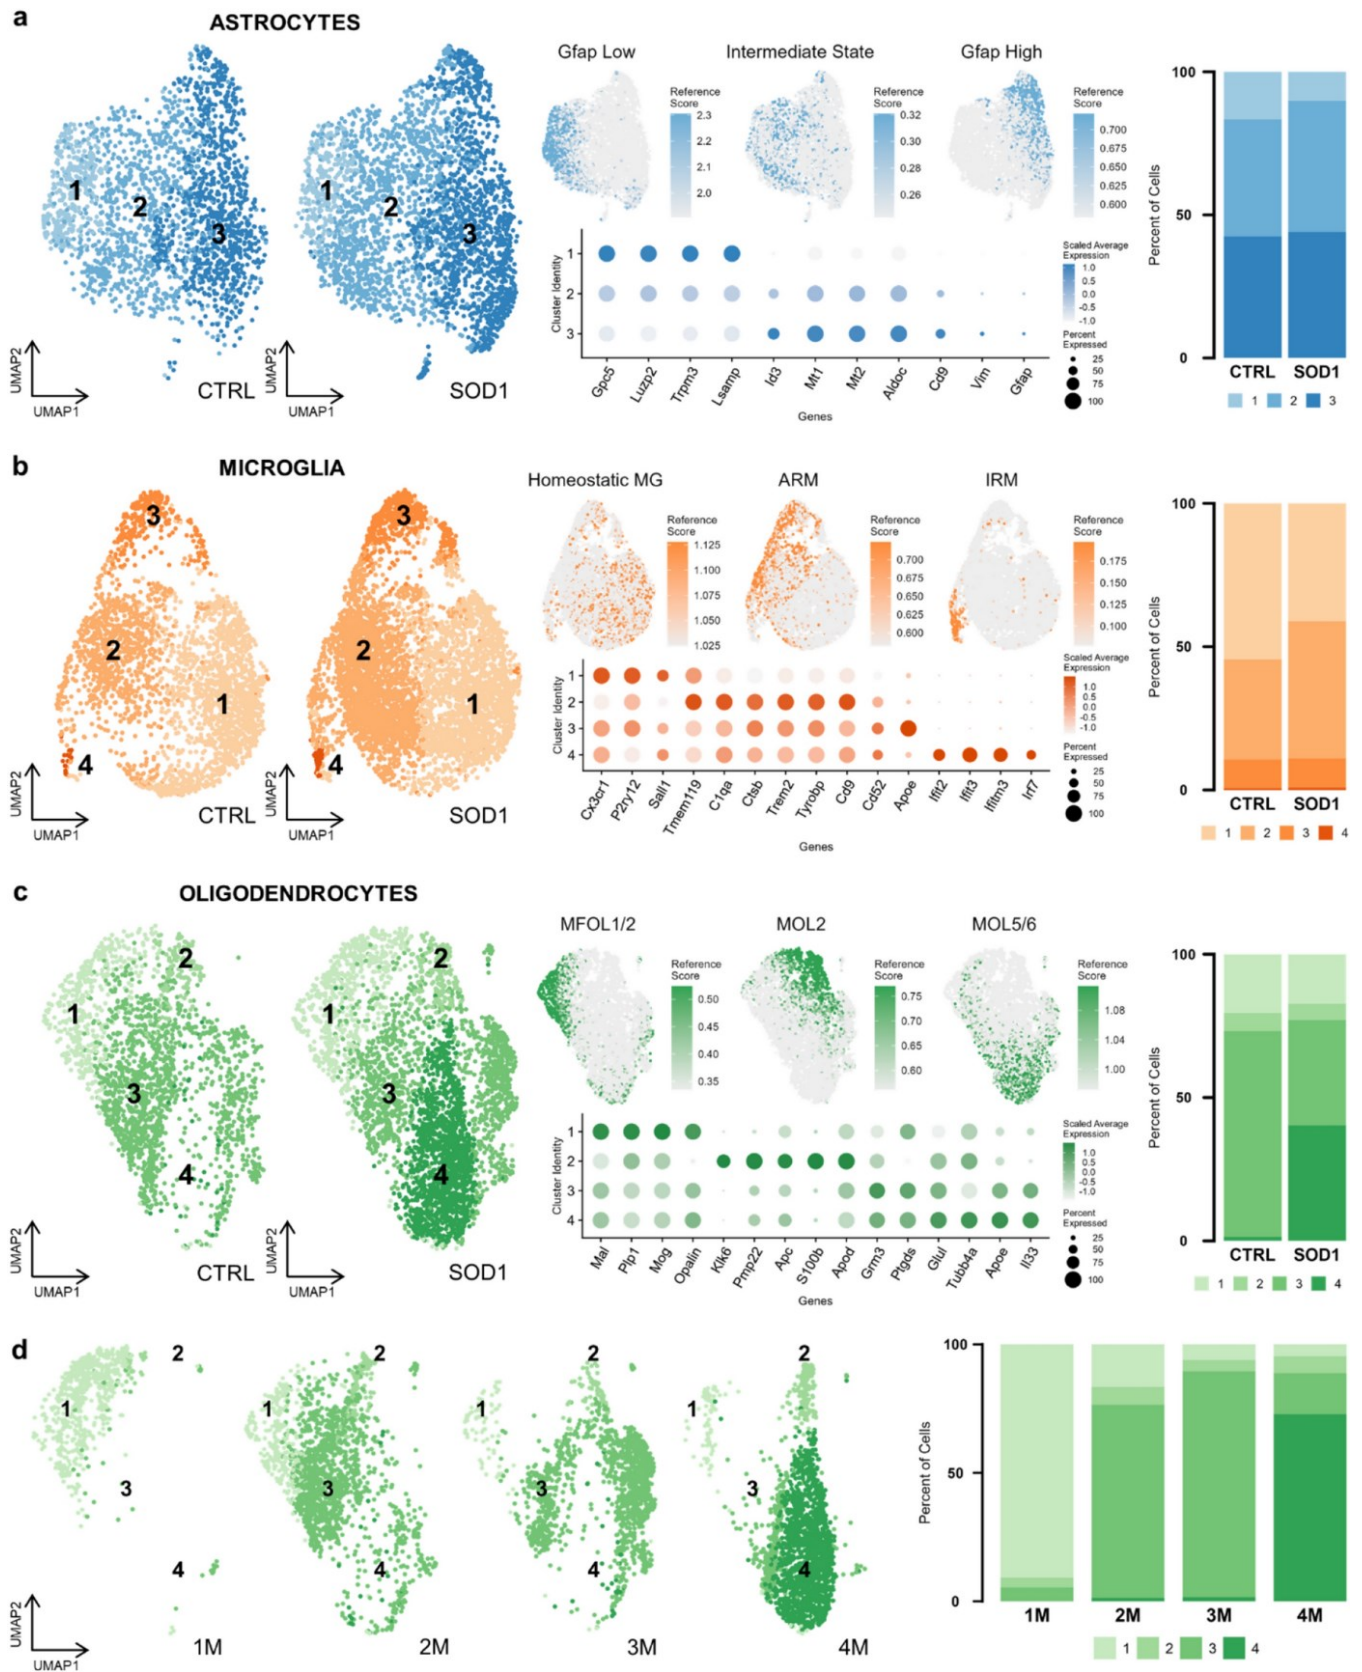 a
ASTROCYTES
Gfap Low
Intermediate State
Gfap High
Reference
Score
2.3
2.2
2.1
2.0
Reference
Score
0.32
0.30
0.28
0.26
Reference
Score
0.700
0.675
0.650
0.625
0.600
1
2
3
1
2
3
UMAP2
UMAP1
CTRL
UMAP2
UMAP1
SOD1
Cluster Identity
1
2
3
Gpc5
Luzp2
Trpm3
Lsamp
Id3
Mt1
Mt2
Aldoc
Cd9
Vim
Gfap
Genes
Scaled Average
Expression
1.0
0.5
0.0
-0.5
-1.0
Percent
Expressed
25
50
75
100
Percent of Cells
100
50
0
CTRL
SOD1
1 2 3
b
MICROGLIA
Homeostatic MG
ARM
IRM
Reference
Score
1.125
1.100
1.075
1.050
1.025
Reference
Score
0.700
0.675
0.650
0.625
0.600
Reference
Score
0.175
0.150
0.125
0.100
3
2
1
4
3
2
1
4
UMAP2
UMAP1
CTRL
UMAP2
UMAP1
SOD1
Cluster Identity
1
2
3
4
Cx3cr1
P2ry12
Sall1
Tmem119
C1qa
Ctsb
Trem2
Tyrobp
Cd9
Cd52
Apoe
Ifit2
Ifit3
Ifitm3
Irf7
Genes
Scaled Average
Expression
1.0
0.5
0.0
-0.5
-1.0
Percent
Expressed
25
50
75
100
Percent of Cells
100
50
0
CTRL
SOD1
1 2 3 4
c
OLIGODENDROCYTES
MFOL1/2
MOL2
MOL5/6
Reference
Score
0.50
0.45
0.40
0.35
Reference
Score
0.75
0.70
0.65
0.60
Reference
Score
1.08
1.04
1.00
2
1
3
4
2
1
3
4
UMAP2
UMAP1
CTRL
UMAP2
UMAP1
SOD1
Cluster Identity
1
2
3
4
Mal
Plp1
Mog
Opalin
Klk6
Pmp22
Apc
S100b
Apod
Grm3
Ptgds
Glul
Tubb4a
Apoe
Il33
Genes
Scaled Average
Expression
1.0
0.5
0.0
-0.5
-1.0
Percent
Expressed
25
50
75
100
Percent of Cells
100
50
0
CTRL
SOD1
1 2 3 4
d
2
1
3
4
1M
2
1
3
4
2M
2
1
3
4
3M
2
1
3
4
4M
UMAP2
UMAP1
Percent of Cells
100
50
0
1M
2M
3M
4M
1 2 3 4